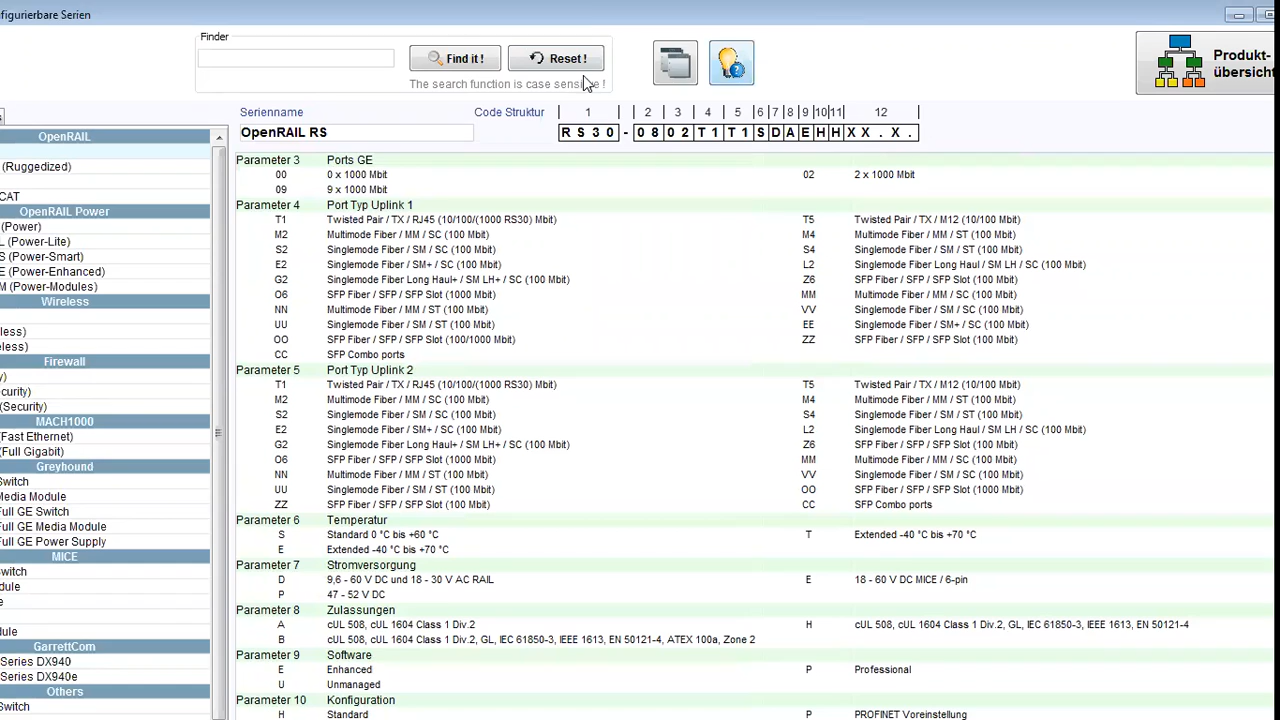 figurierbare Serien
Finder
Find it !
Reset !
The search function is case sensitive !
Produkt-
übersicht
Serienname
Code Struktur
1 2 3 4 5 6 7 8 9 10 11 12
OpenRAIL RS
RS30-0802T1T1SDAEHHXX.X.
OpenRAIL
(Ruggedized)
CAT
OpenRAIL Power
(Power)
L (Power-Lite)
S (Power-Smart)
E (Power-Enhanced)
M (Power-Modules)
Wireless
less)
eless)
Firewall
y)
curity)
(Security)
MACH1000
(Fast Ethernet)
(Full Gigabit)
Greyhound
Switch
Media Module
Full GE Switch
Full GE Media Module
Full GE Power Supply
MICE
witch
dule
e
dule
GarrettCom
Series DX940
Series DX940e
Others
Switch
Parameter 3 Ports GE
00 0 x 1000 Mbit 02 2 x 1000 Mbit
09 9 x 1000 Mbit
Parameter 4 Port Typ Uplink 1
T1 Twisted Pair / TX / RJ45 (10/100/(1000 RS30) Mbit) T5 Twisted Pair / TX / M12 (10/100 Mbit)
M2 Multimode Fiber / MM / SC (100 Mbit) M4 Multimode Fiber / MM / ST (100 Mbit)
S2 Singlemode Fiber / SM / SC (100 Mbit) S4 Singlemode Fiber / SM / ST (100 Mbit)
E2 Singlemode Fiber / SM+ / SC (100 Mbit) L2 Singlemode Fiber Long Haul / SM LH / SC (100 Mbit)
G2 Singlemode Fiber Long Haul+ / SM LH+ / SC (100 Mbit) Z6 SFP Fiber / SFP / SFP Slot (100 Mbit)
O6 SFP Fiber / SFP / SFP Slot (1000 Mbit) MM Multimode Fiber / MM / SC (100 Mbit)
NN Multimode Fiber / MM / ST (100 Mbit) VV Singlemode Fiber / SM / SC (100 Mbit)
UU Singlemode Fiber / SM / ST (100 Mbit) EE Singlemode Fiber / SM+ / SC (100 Mbit)
OO SFP Fiber / SFP / SFP Slot (100/1000 Mbit) ZZ SFP Fiber / SFP / SFP Slot (100 Mbit)
CC SFP Combo ports
Parameter 5 Port Typ Uplink 2
T1 Twisted Pair / TX / RJ45 (10/100/(1000 RS30) Mbit) T5 Twisted Pair / TX / M12 (10/100 Mbit)
M2 Multimode Fiber / MM / SC (100 Mbit) M4 Multimode Fiber / MM / ST (100 Mbit)
S2 Singlemode Fiber / SM / SC (100 Mbit) S4 Singlemode Fiber / SM / ST (100 Mbit)
E2 Singlemode Fiber / SM+ / SC (100 Mbit) L2 Singlemode Fiber Long Haul / SM LH / SC (100 Mbit)
G2 Singlemode Fiber Long Haul+ / SM LH+ / SC (100 Mbit) Z6 SFP Fiber / SFP / SFP Slot (100 Mbit)
O6 SFP Fiber / SFP / SFP Slot (1000 Mbit) MM Multimode Fiber / MM / SC (100 Mbit)
NN Multimode Fiber / MM / ST (100 Mbit) VV Singlemode Fiber / SM / SC (100 Mbit)
UU Singlemode Fiber / SM / ST (100 Mbit) OO SFP Fiber / SFP / SFP Slot (1000 Mbit)
ZZ SFP Fiber / SFP / SFP Slot (100 Mbit) CC SFP Combo ports
Parameter 6 Temperatur
S Standard 0 °C bis +60 °C T Extended -40 °C bis +70 °C
E Extended -40 °C bis +70 °C
Parameter 7 Stromversorgung
D 9,6 - 60 V DC und 18 - 30 V AC RAIL E 18 - 60 V DC MICE / 6-pin
P 47 - 52 V DC
Parameter 8 Zulassungen
A cUL 508, cUL 1604 Class 1 Div.2 H cUL 508, cUL 1604 Class 1 Div.2, GL, IEC 61850-3, IEEE 1613, EN 50121-4
B cUL 508, cUL 1604 Class 1 Div.2, GL, IEC 61850-3, IEEE 1613, EN 50121-4, ATEX 100a, Zone 2
Parameter 9 Software
E Enhanced P Professional
U Unmanaged
Parameter 10 Konfiguration
H Standard P PROFINET Voreinstellung